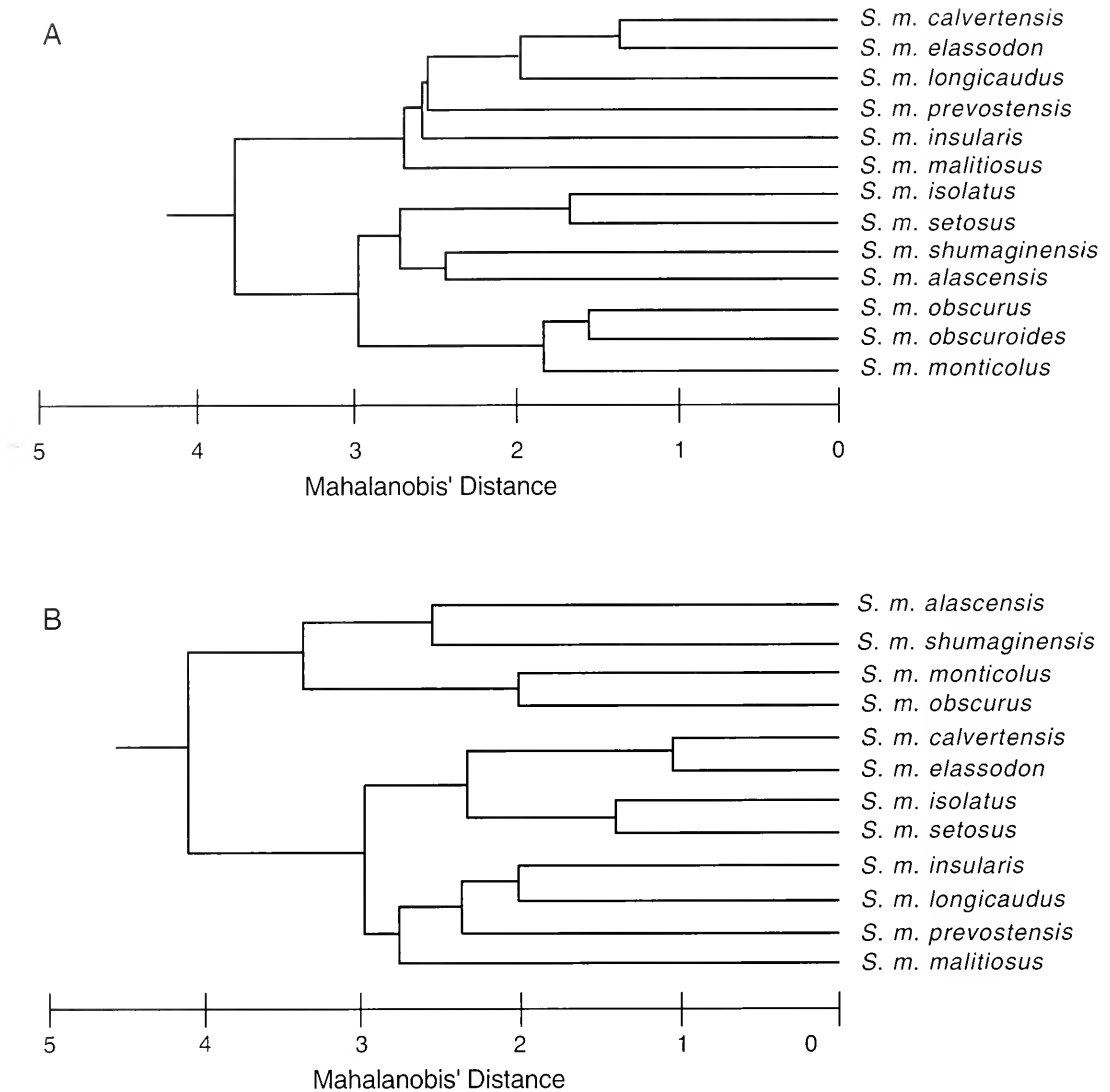 A
S. m. calvertensis
S. m. elassodon
S. m. longicaudus
S. m. prevostensis
S. m. insularis
S. m. malitiosus
S. m. isolatus
S. m. setosus
S. m. shumaginensis
S. m. alascensis
S. m. obscurus
S. m. obscuroides
S. m. monticolus
5 4 3 2 1 0
Mahalanobis' Distance
B
S. m. alascensis
S. m. shumaginensis
S. m. monticolus
S. m. obscurus
S. m. calvertensis
S. m. elassodon
S. m. isolatus
S. m. setosus
S. m. insularis
S. m. longicaudus
S. m. prevostensis
S. m. malitiosus
5 4 3 2 1 0
Mahalanobis' Distance